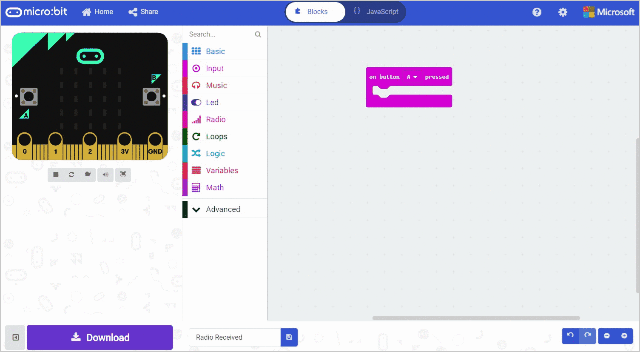 micro:bit
Home
Share
Blocks
{} JavaScript
?
Microsoft
Search...
Basic
Input
Music
Led
Radio
Loops
Logic
Variables
Math
Advanced
on button A pressed
A
B
0 1 2 3V GND
Download
Radio Received